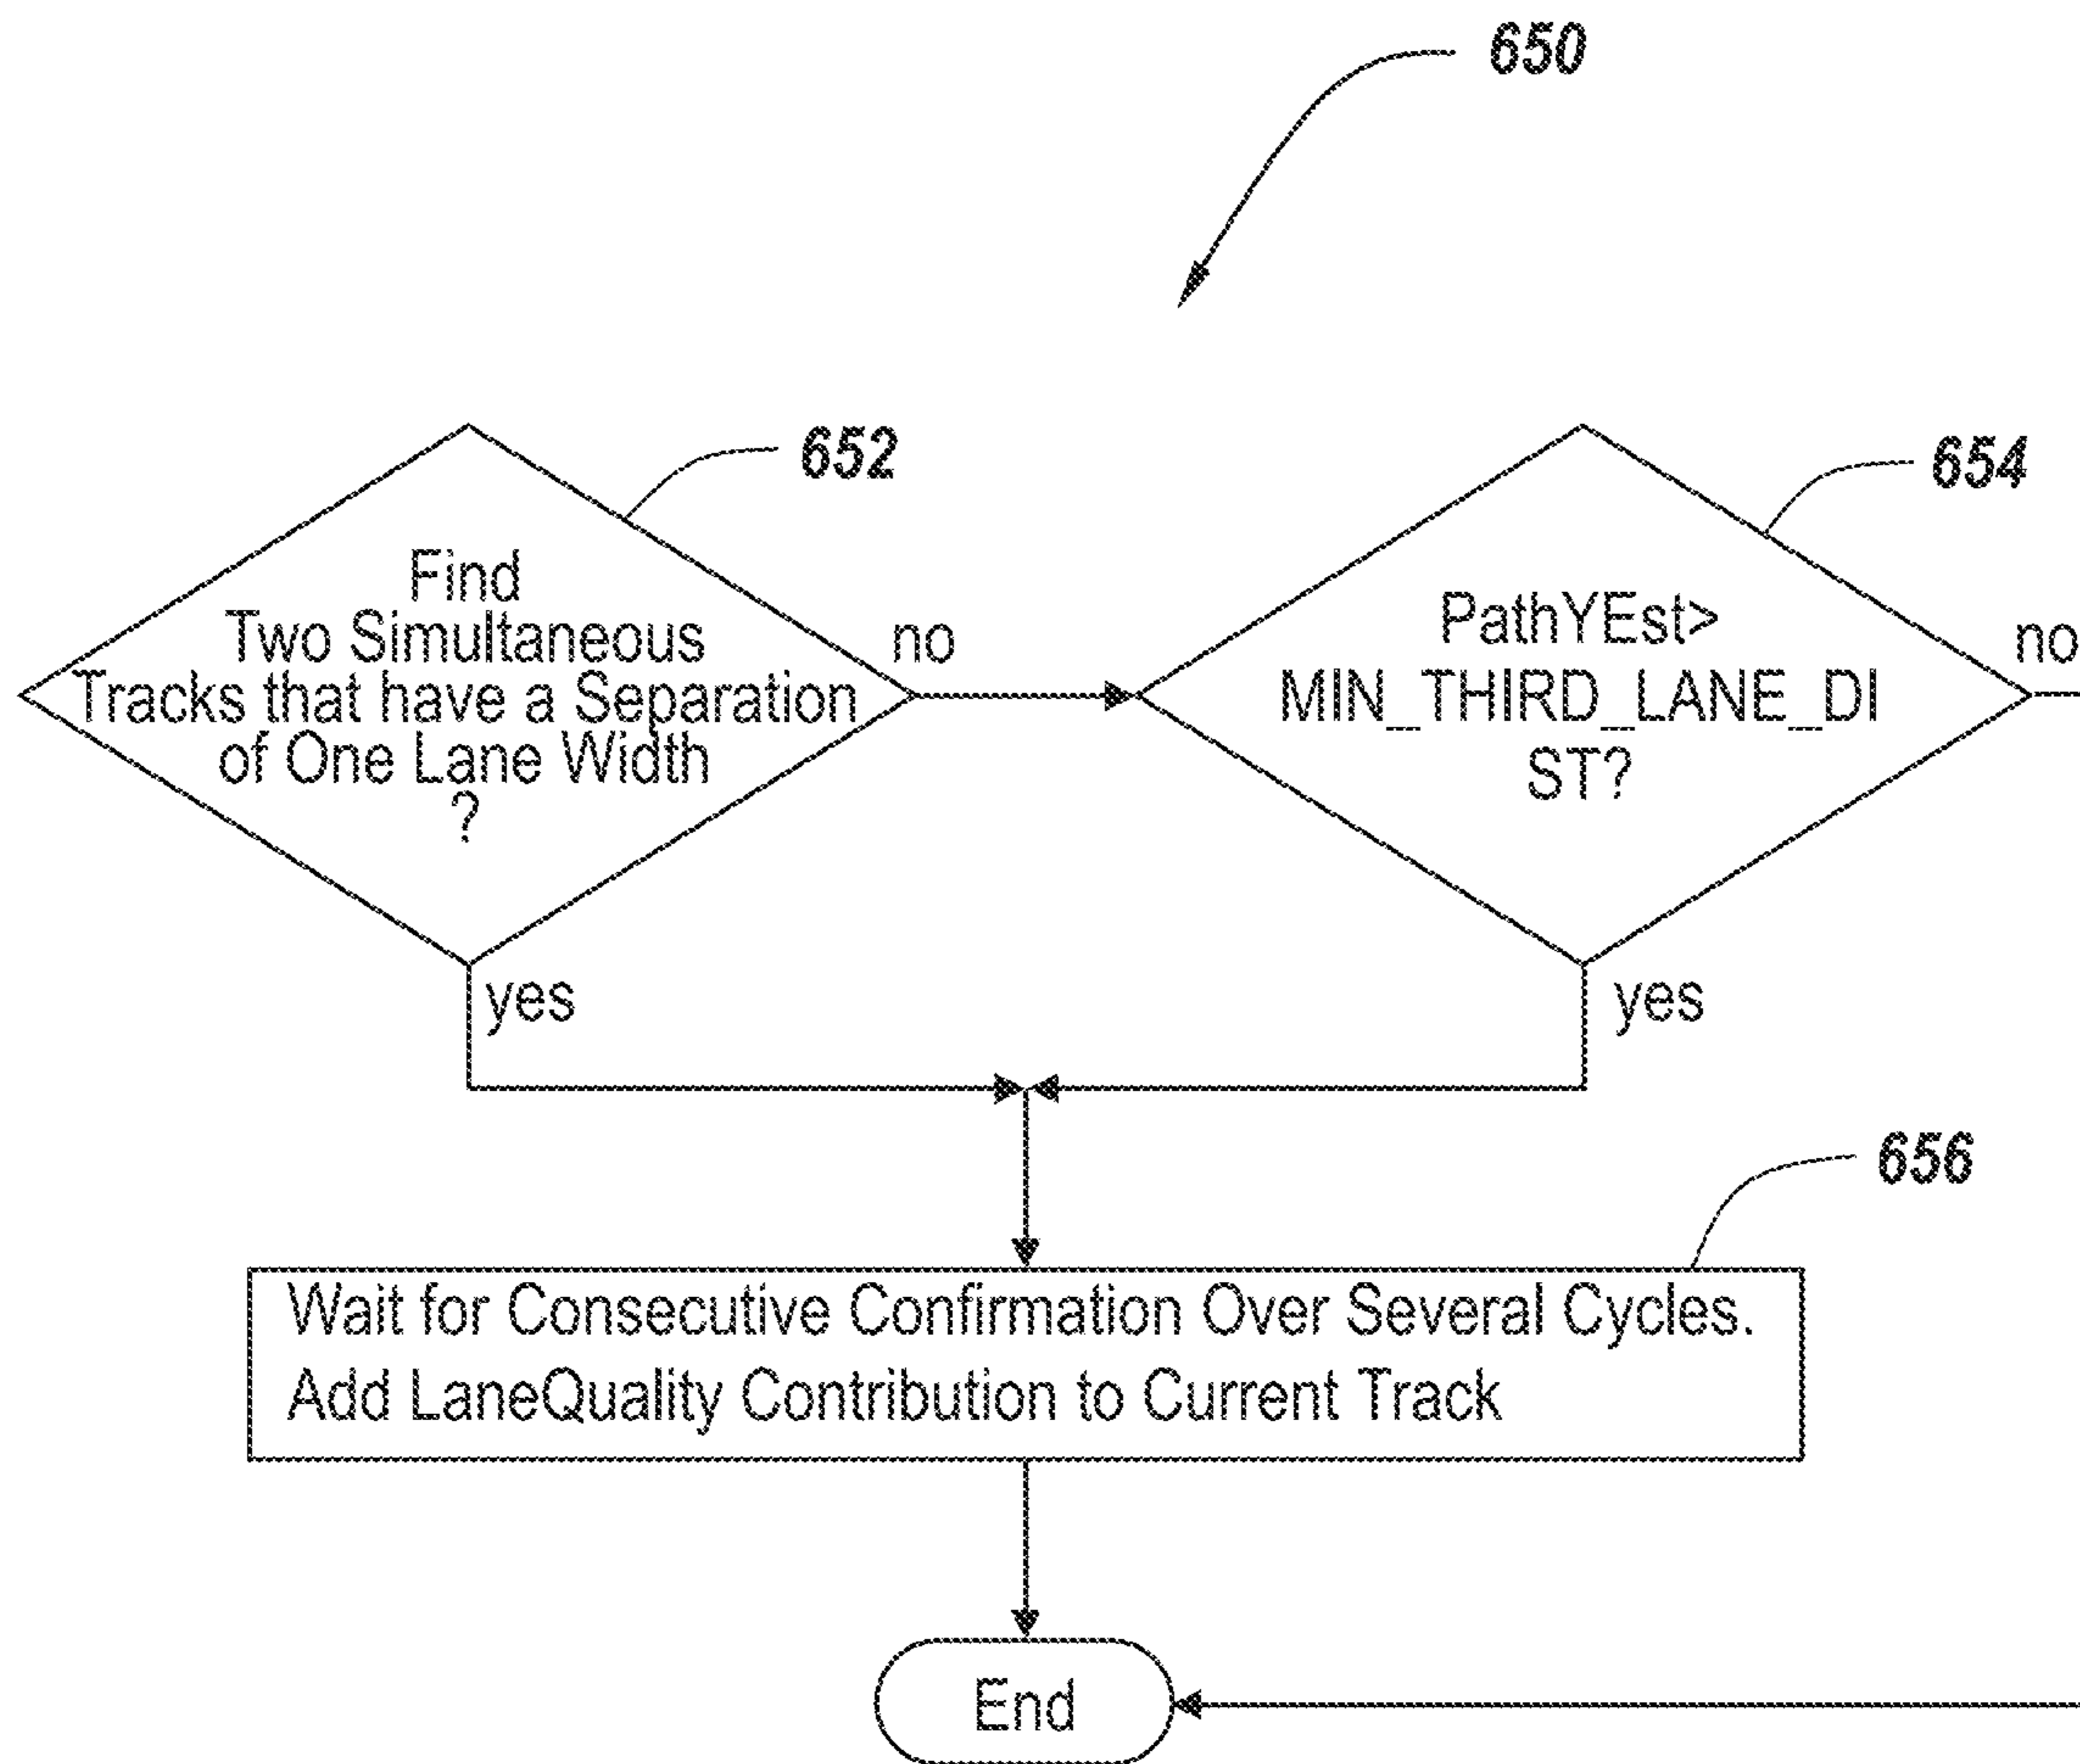 650
652
654
Find
Two Simultaneous
Tracks that have a Separation
of One Lane Width
?
no
PathYEst>
MIN_THIRD_LANE_DI
ST?
no
yes
yes
656
Wait for Consecutive Confirmation Over Several Cycles.
Add LaneQuality Contribution to Current Track
End